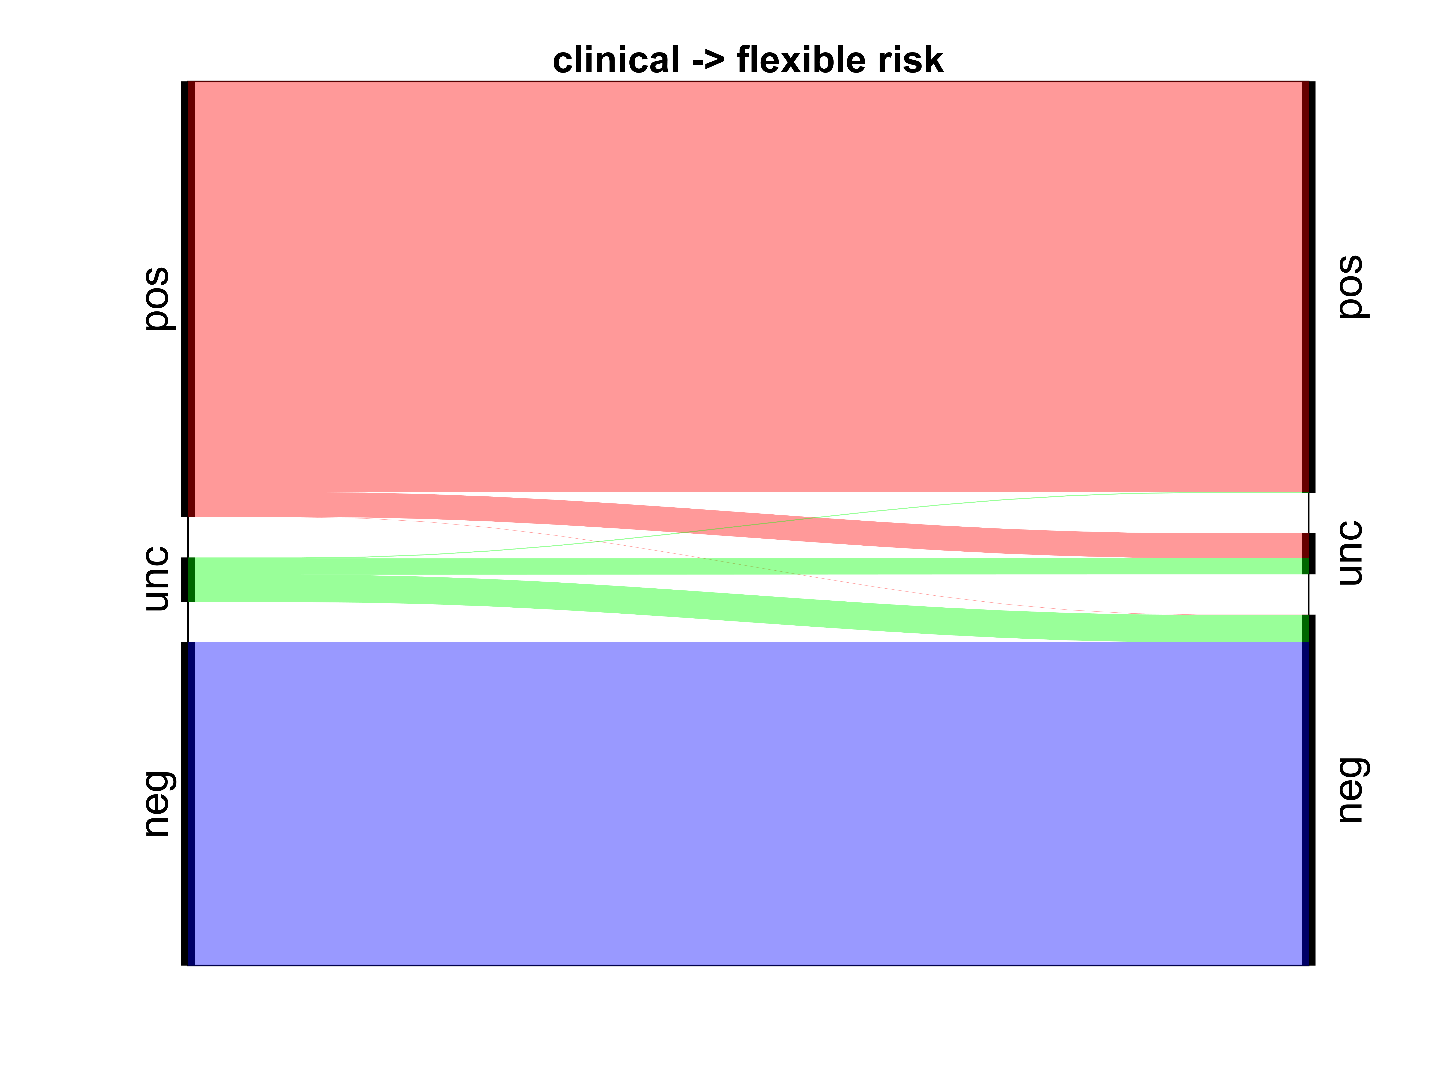 clinical -> flexible risk
pos
unc
neg
pos
unc
neg